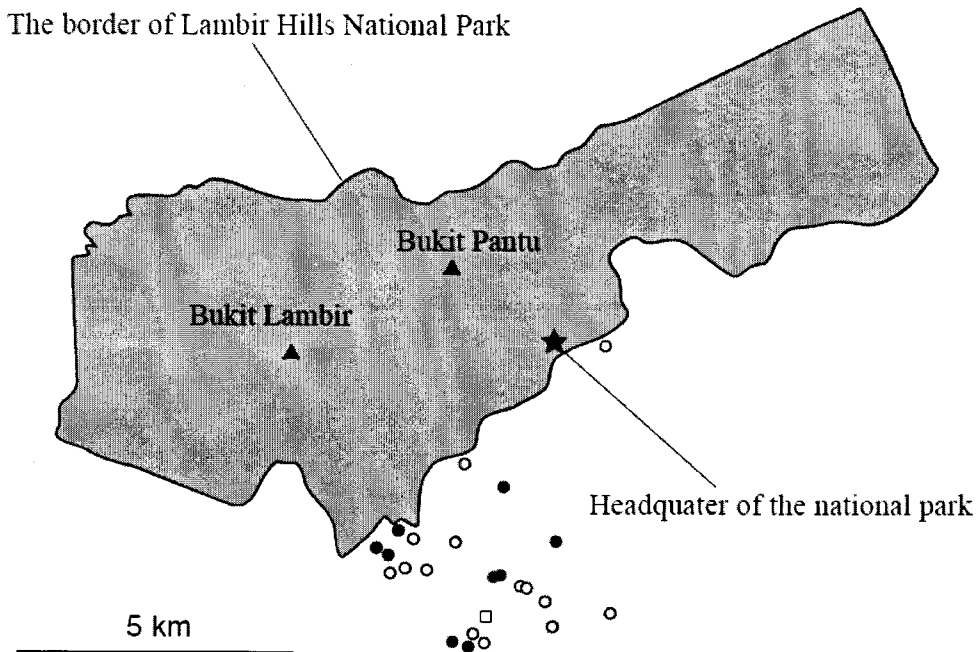 The border of Lambir Hills National Park
Bukit Pantu
Bukit Lambir
Headquater of the national park
5 km